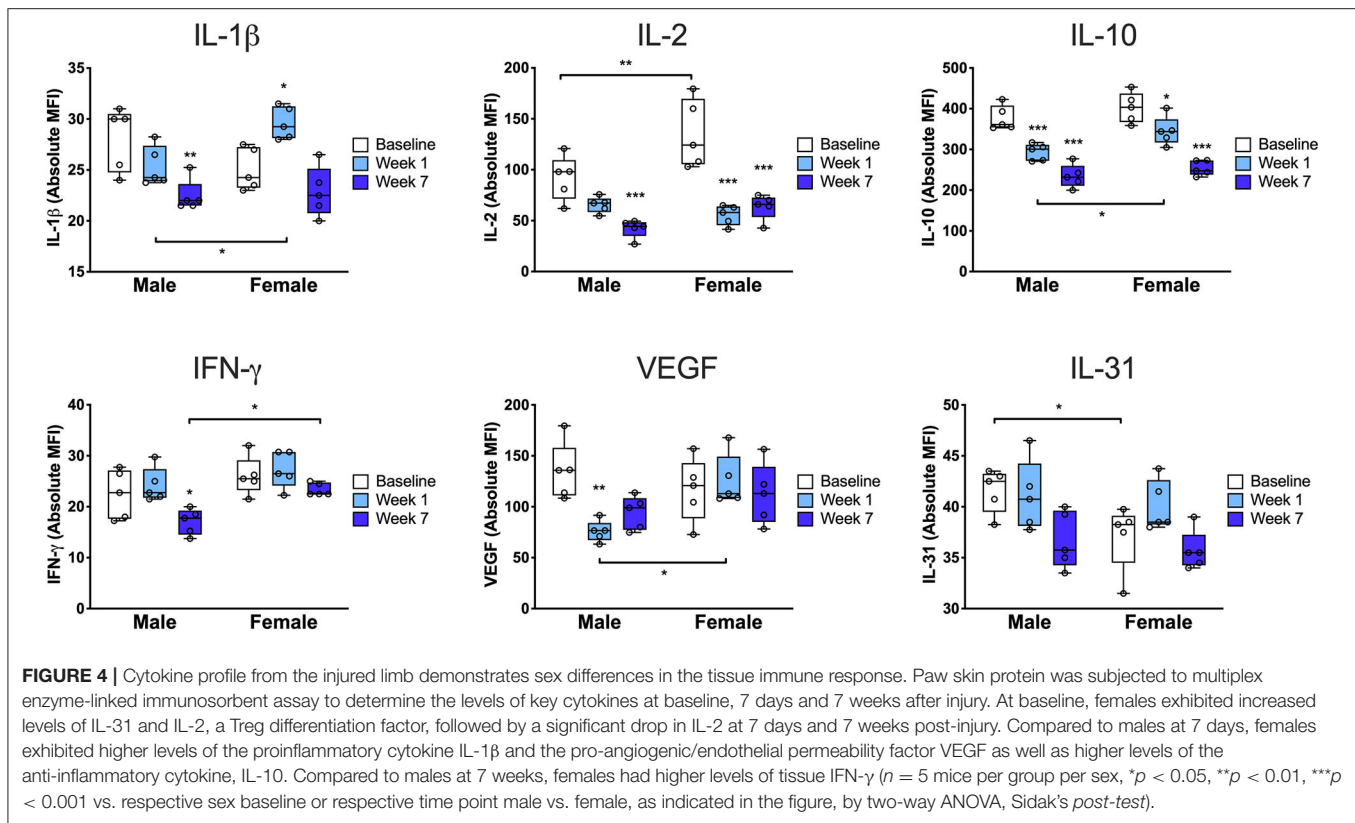 IL-1β
IL-2
IL-10
IL-1β (Absolute MFI)
35
30
25
20
15
*
**
*
Male
Female
Baseline
Week 1
Week 7
IL-2 (Absolute MFI)
200
150
100
50
0
**
***
***
***
Male
Female
Baseline
Week 1
Week 7
IL-10 (Absolute MFI)
500
400
300
200
100
0
***
***
*
***
*
Male
Female
Baseline
Week 1
Week 7
IFN-γ
VEGF
IL-31
IFN-γ (Absolute MFI)
40
30
20
10
0
*
*
Male
Female
Baseline
Week 1
Week 7
VEGF (Absolute MFI)
200
150
100
50
0
**
*
Male
Female
Baseline
Week 1
Week 7
IL-31 (Absolute MFI)
50
45
40
35
30
*
Male
Female
Baseline
Week 1
Week 7
FIGURE 4 | Cytokine profile from the injured limb demonstrates sex differences in the tissue immune response. Paw skin protein was subjected to multiplex
enzyme-linked immunosorbent assay to determine the levels of key cytokines at baseline, 7 days and 7 weeks after injury. At baseline, females exhibited increased
levels of IL-31 and IL-2, a Treg differentiation factor, followed by a significant drop in IL-2 at 7 days and 7 weeks post-injury. Compared to males at 7 days, females
exhibited higher levels of the proinflammatory cytokine IL-1β and the pro-angiogenic/endothelial permeability factor VEGF as well as higher levels of the
anti-inflammatory cytokine, IL-10. Compared to males at 7 weeks, females had higher levels of tissue IFN-γ (n = 5 mice per group per sex, *p < 0.05, **p < 0.01, ***p
< 0.001 vs. respective sex baseline or respective time point male vs. female, as indicated in the figure, by two-way ANOVA, Sidak's post-test).